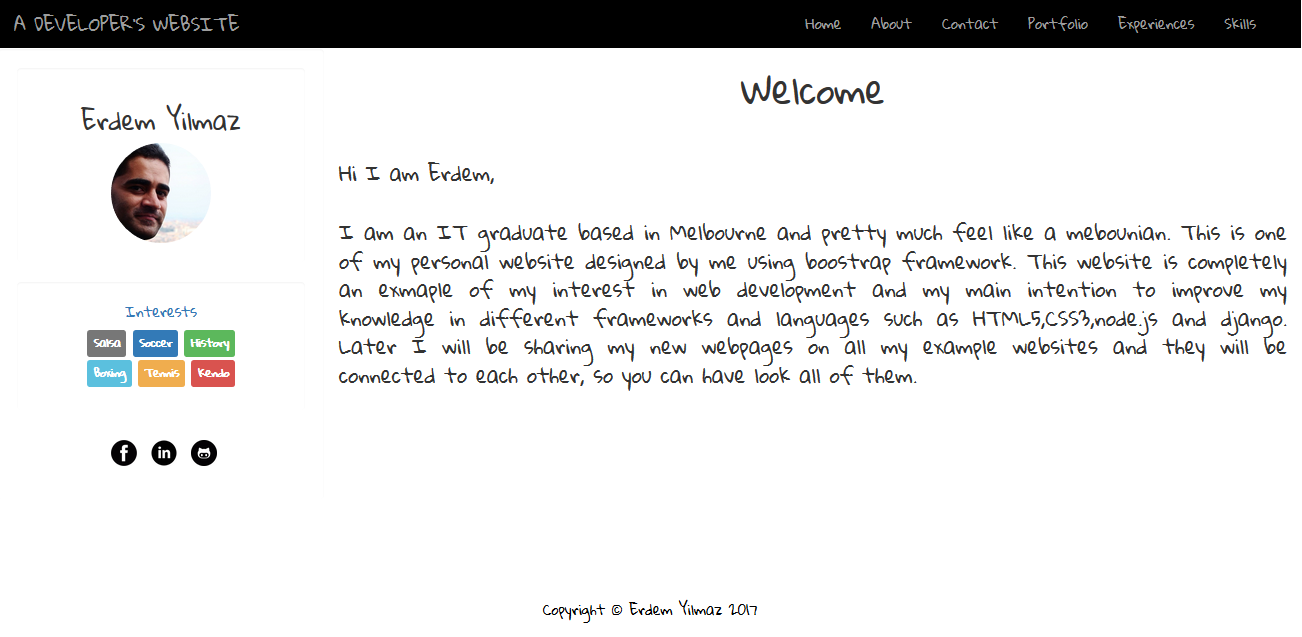 A DEVELOPER'S WEBSITE
Home About Contact Portfolio Experiences Skills
Erdem Yilmaz
Interests
Salsa Soccer History
Boxing Tennis Kendo
Welcome
Hi I am Erdem,
I am an IT graduate based in Melbourne and pretty much feel like a mebounian. This is one
of my personal website designed by me using boostrap framework. This website is completely
an exmaple of my interest in web development and my main intention to improve my
knowledge in different frameworks and languages such as HTML5,CSS3,node.js and django.
Later I will be sharing my new webpages on all my example websites and they will be
connected to each other, so you can have look all of them.
Copyright © Erdem Yilmaz 2017